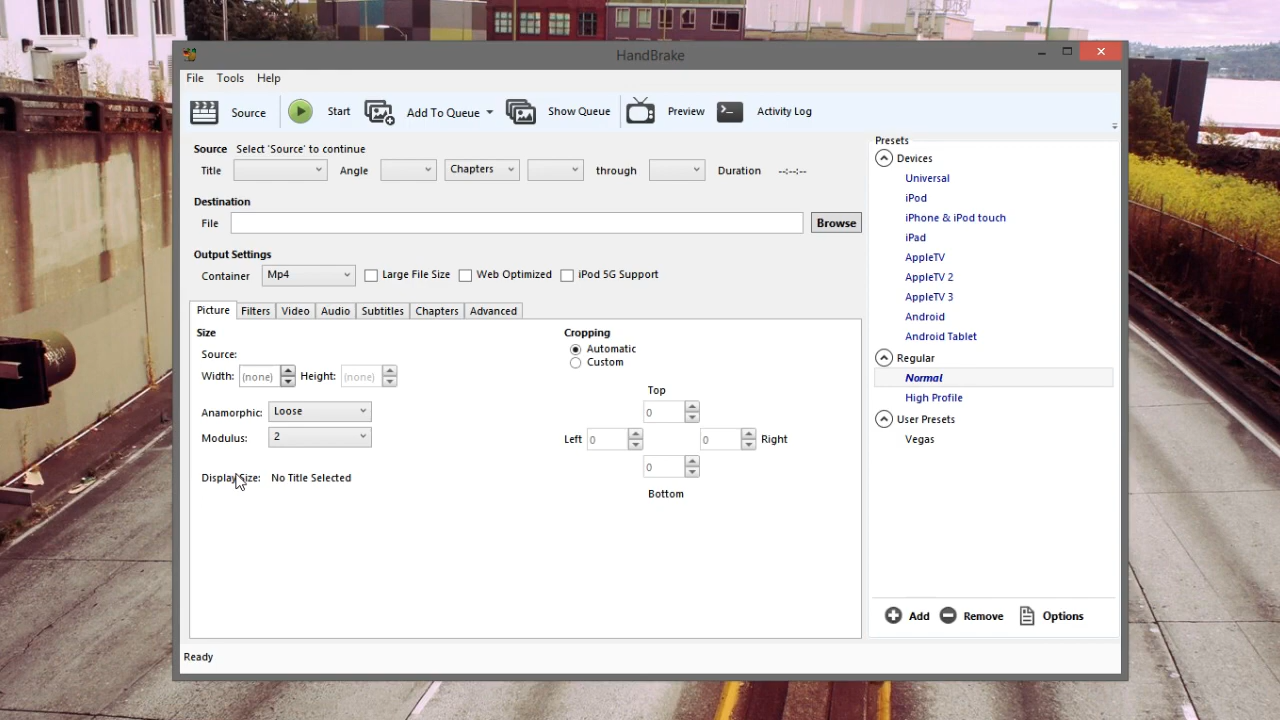 HandBrake
File Tools Help
Source Start Add To Queue Show Queue Preview Activity Log
Source Select 'Source' to continue
Title Angle Chapters through Duration --:--:--
Destination
File Browse
Output Settings
Container Mp4 Large File Size Web Optimized iPod 5G Support
Picture Filters Video Audio Subtitles Chapters Advanced
Size
Source:
Width: (none) Height: (none)
Anamorphic: Loose
Modulus: 2
Display Size: No Title Selected
Cropping
Automatic
Custom
Top
0
Left 0 0 Right
0
Bottom
Presets
Devices
Universal
iPod
iPhone & iPod touch
iPad
AppleTV
AppleTV 2
AppleTV 3
Android
Android Tablet
Regular
Normal
High Profile
User Presets
Vegas
Add Remove Options
Ready